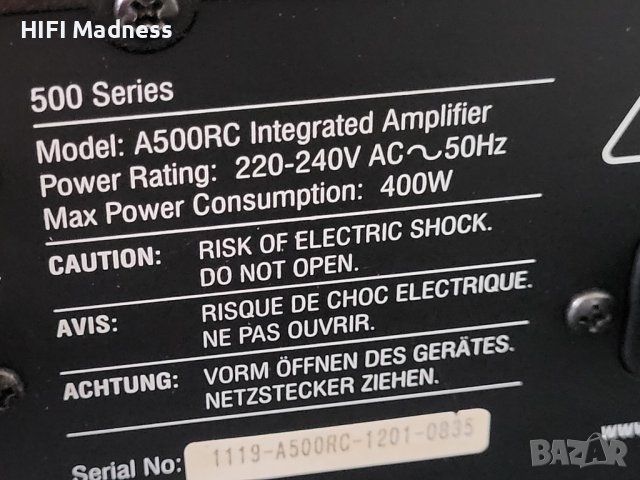 HIFI Madness
500 Series
Model: A500RC Integrated Amplifier
Power Rating: 220-240V AC~50Hz
Max Power Consumption: 400W
CAUTION: RISK OF ELECTRIC SHOCK.
DO NOT OPEN.
AVIS: RISQUE DE CHOC ELECTRIQUE.
NE PAS OUVRIR.
ACHTUNG: VORM ÖFFNEN DES GERÄTES.
NETZSTECKER ZIEHEN.
Serial No: 1119-A500RC-1201-0835
BAZAR